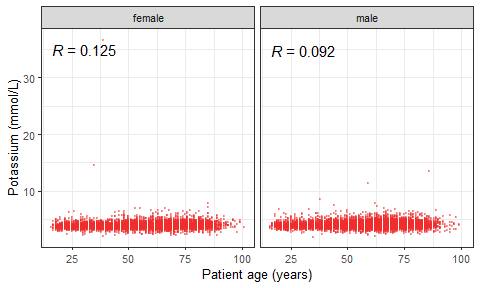 female
male
R = 0.125
R = 0.092
30
20
10
Potassium (mmol/L)
25
50
75
100
25
50
75
100
Patient age (years)